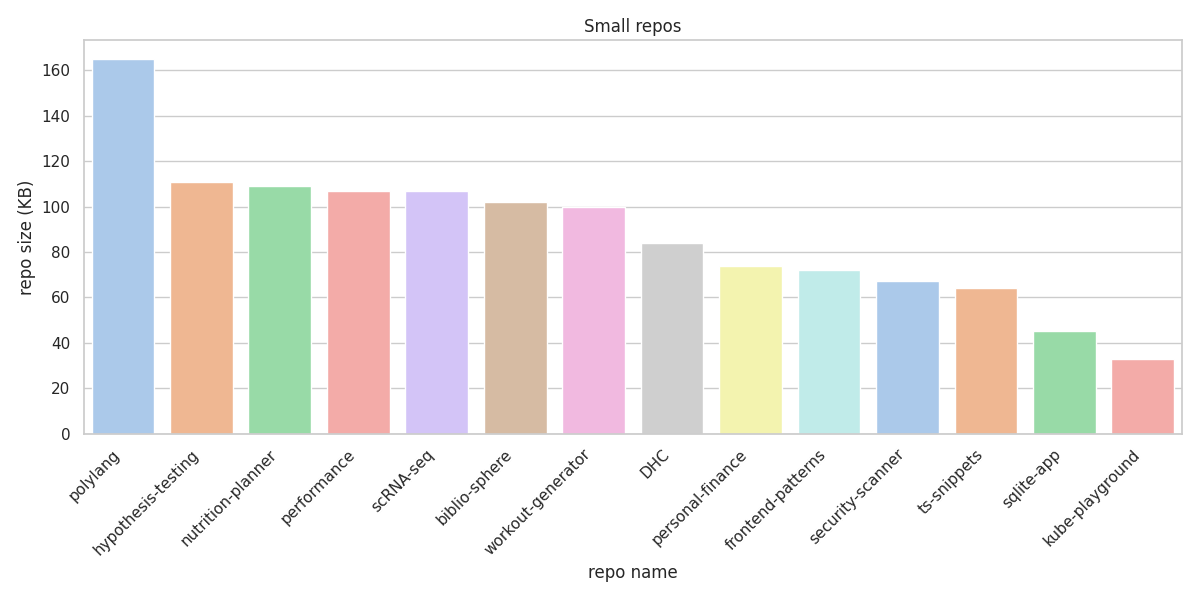 Small repos
repo size (KB)
160
140
120
100
80
60
40
20
0
polylang
hypothesis-testing
nutrition-planner
performance
scRNA-seq
biblio-sphere
workout-generator
DHC
personal-finance
frontend-patterns
security-scanner
ts-snippets
sqlite-app
kube-playground
repo name